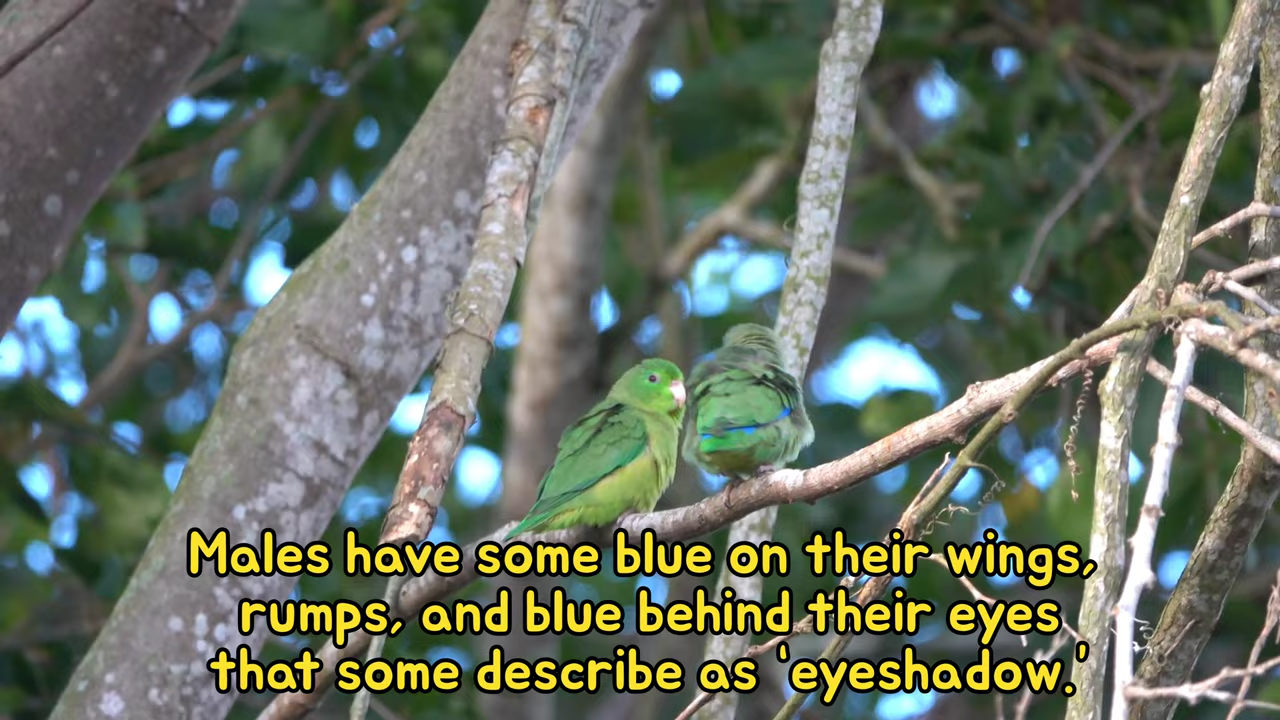 Males have some blue on their wings,
rumps, and blue behind their eyes
that some describe as ‘eyeshadow.’